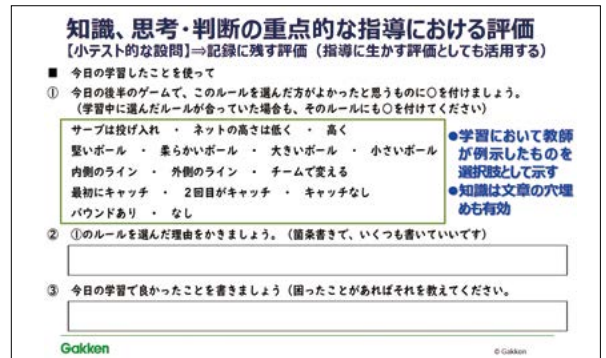 知識、思考・判断の重点的な指導における評価
【小テスト的な設問】⇒記録に残す評価（指導に生かす評価としても活用する）
■ 今日の学習したことを使って
① 今日の後半のゲームで、このルールを選んだ方がよかったと思うものに○を付けましょう。
（学習中に選んだルールが合っていた場合も、そのルールにも○を付けてください）
サーブは投げ入れ ・ ネットの高さは低く ・ 高く
堅いボール ・ 柔らかいボール ・ 大きいボール ・ 小さいボール
内側のライン ・ 外側のライン ・ チームで変える
最初にキャッチ ・ 2回目がキャッチ ・ キャッチなし
バウンドあり ・ なし
●学習において教師
が例示したものを
選択肢として示す
●知識は文章の穴埋
めも有効
② ①のルールを選んだ理由をかきましょう。（箇条書きで、いくつも書いていいです）
③ 今日の学習で良かったことを書きましょう（困ったことがあればそれを教えてください。
Gakken
© Gakken